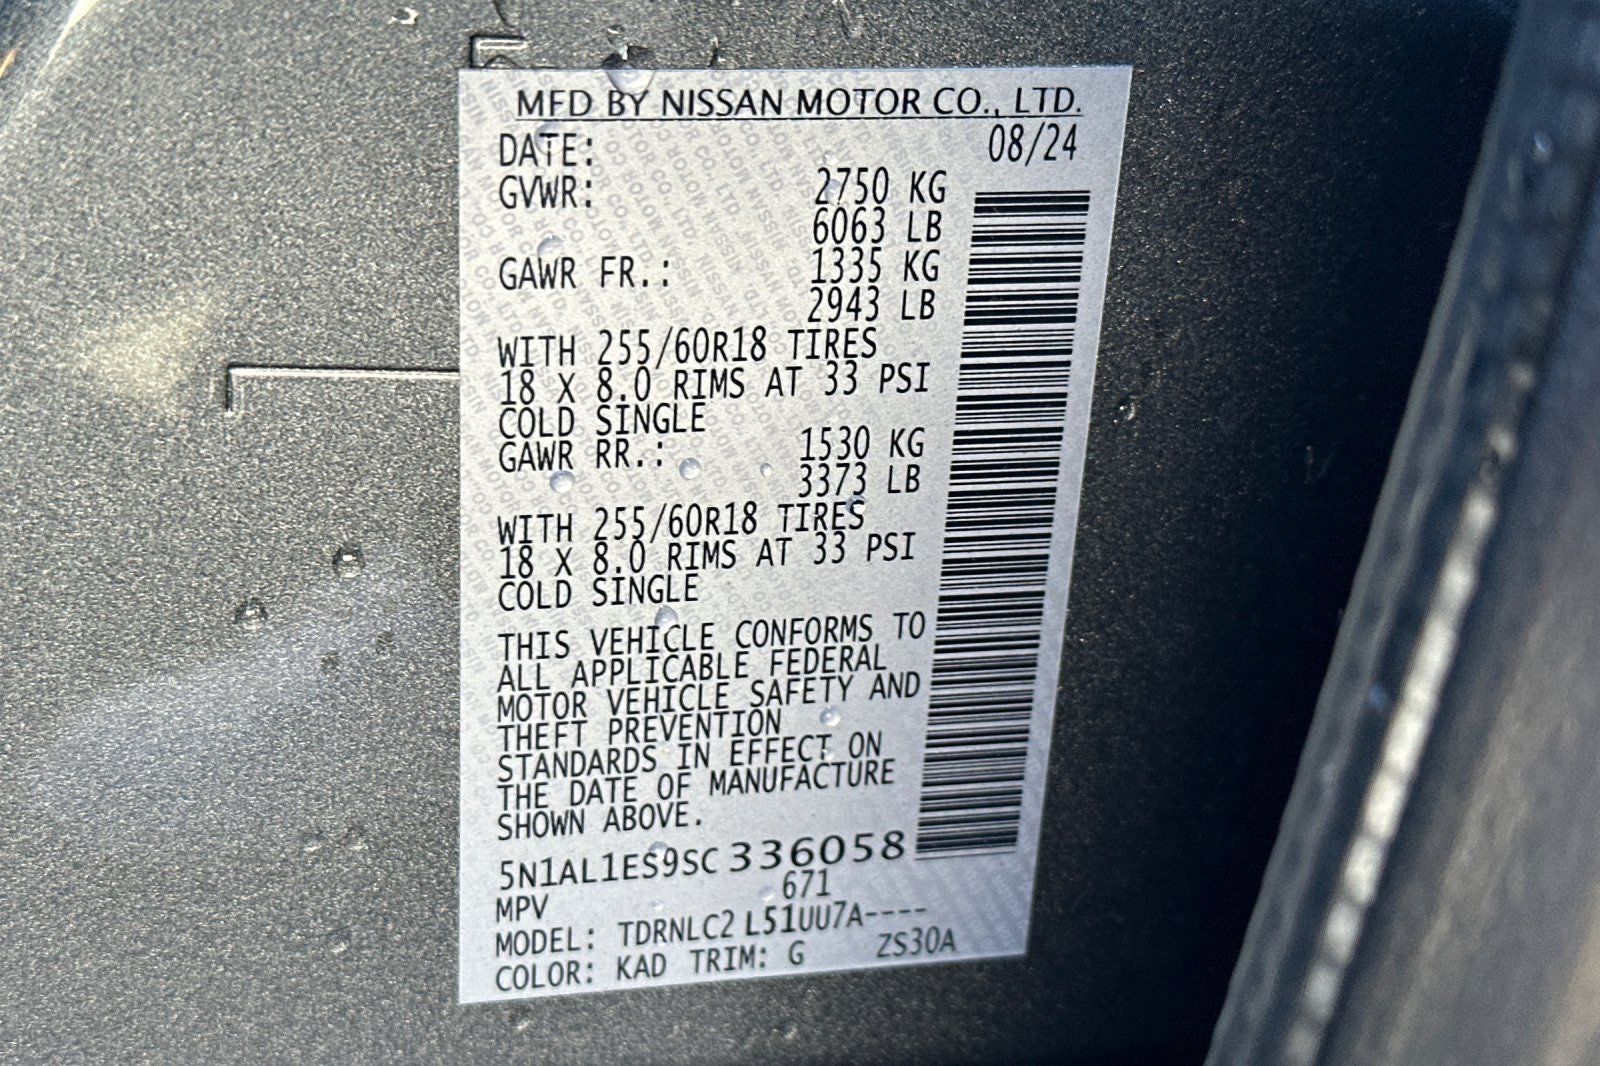 MFD BY NISSAN MOTOR CO., LTD.
DATE: 08/24
GVWR: 2750 KG
6063 LB
GAWR FR.: 1335 KG
2943 LB
WITH 255/60R18 TIRES
18 X 8.0 RIMS AT 33 PSI
COLD SINGLE
GAWR RR.: 1530 KG
3373 LB
WITH 255/60R18 TIRES
18 X 8.0 RIMS AT 33 PSI
COLD SINGLE
THIS VEHICLE CONFORMS TO
ALL APPLICABLE FEDERAL
MOTOR VEHICLE SAFETY AND
THEFT PREVENTION
STANDARDS IN EFFECT ON
THE DATE OF MANUFACTURE
SHOWN ABOVE.
5N1AL1ES9SC336058
MPV 671
MODEL: TDRNLC2 L51UU7A----
COLOR: KAD TRIM: G ZS30A